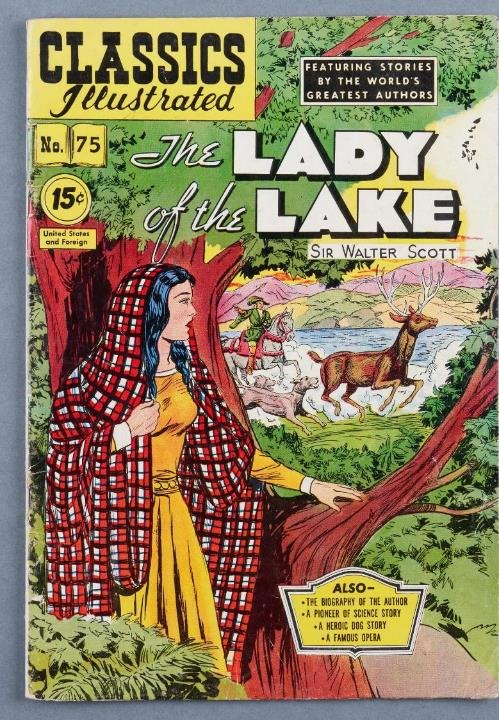 CLASSICS
Illustrated
FEATURING STORIES
BY THE WORLD'S
GREATEST AUTHORS
No. 75
The LADY
of the LAKE
15¢
United States
and Foreign
SIR WALTER SCOTT
ALSO—
• THE BIOGRAPHY OF THE AUTHOR
• A PIONEER OF SCIENCE STORY
• A HEROIC DOG STORY
• A FAMOUS OPERA